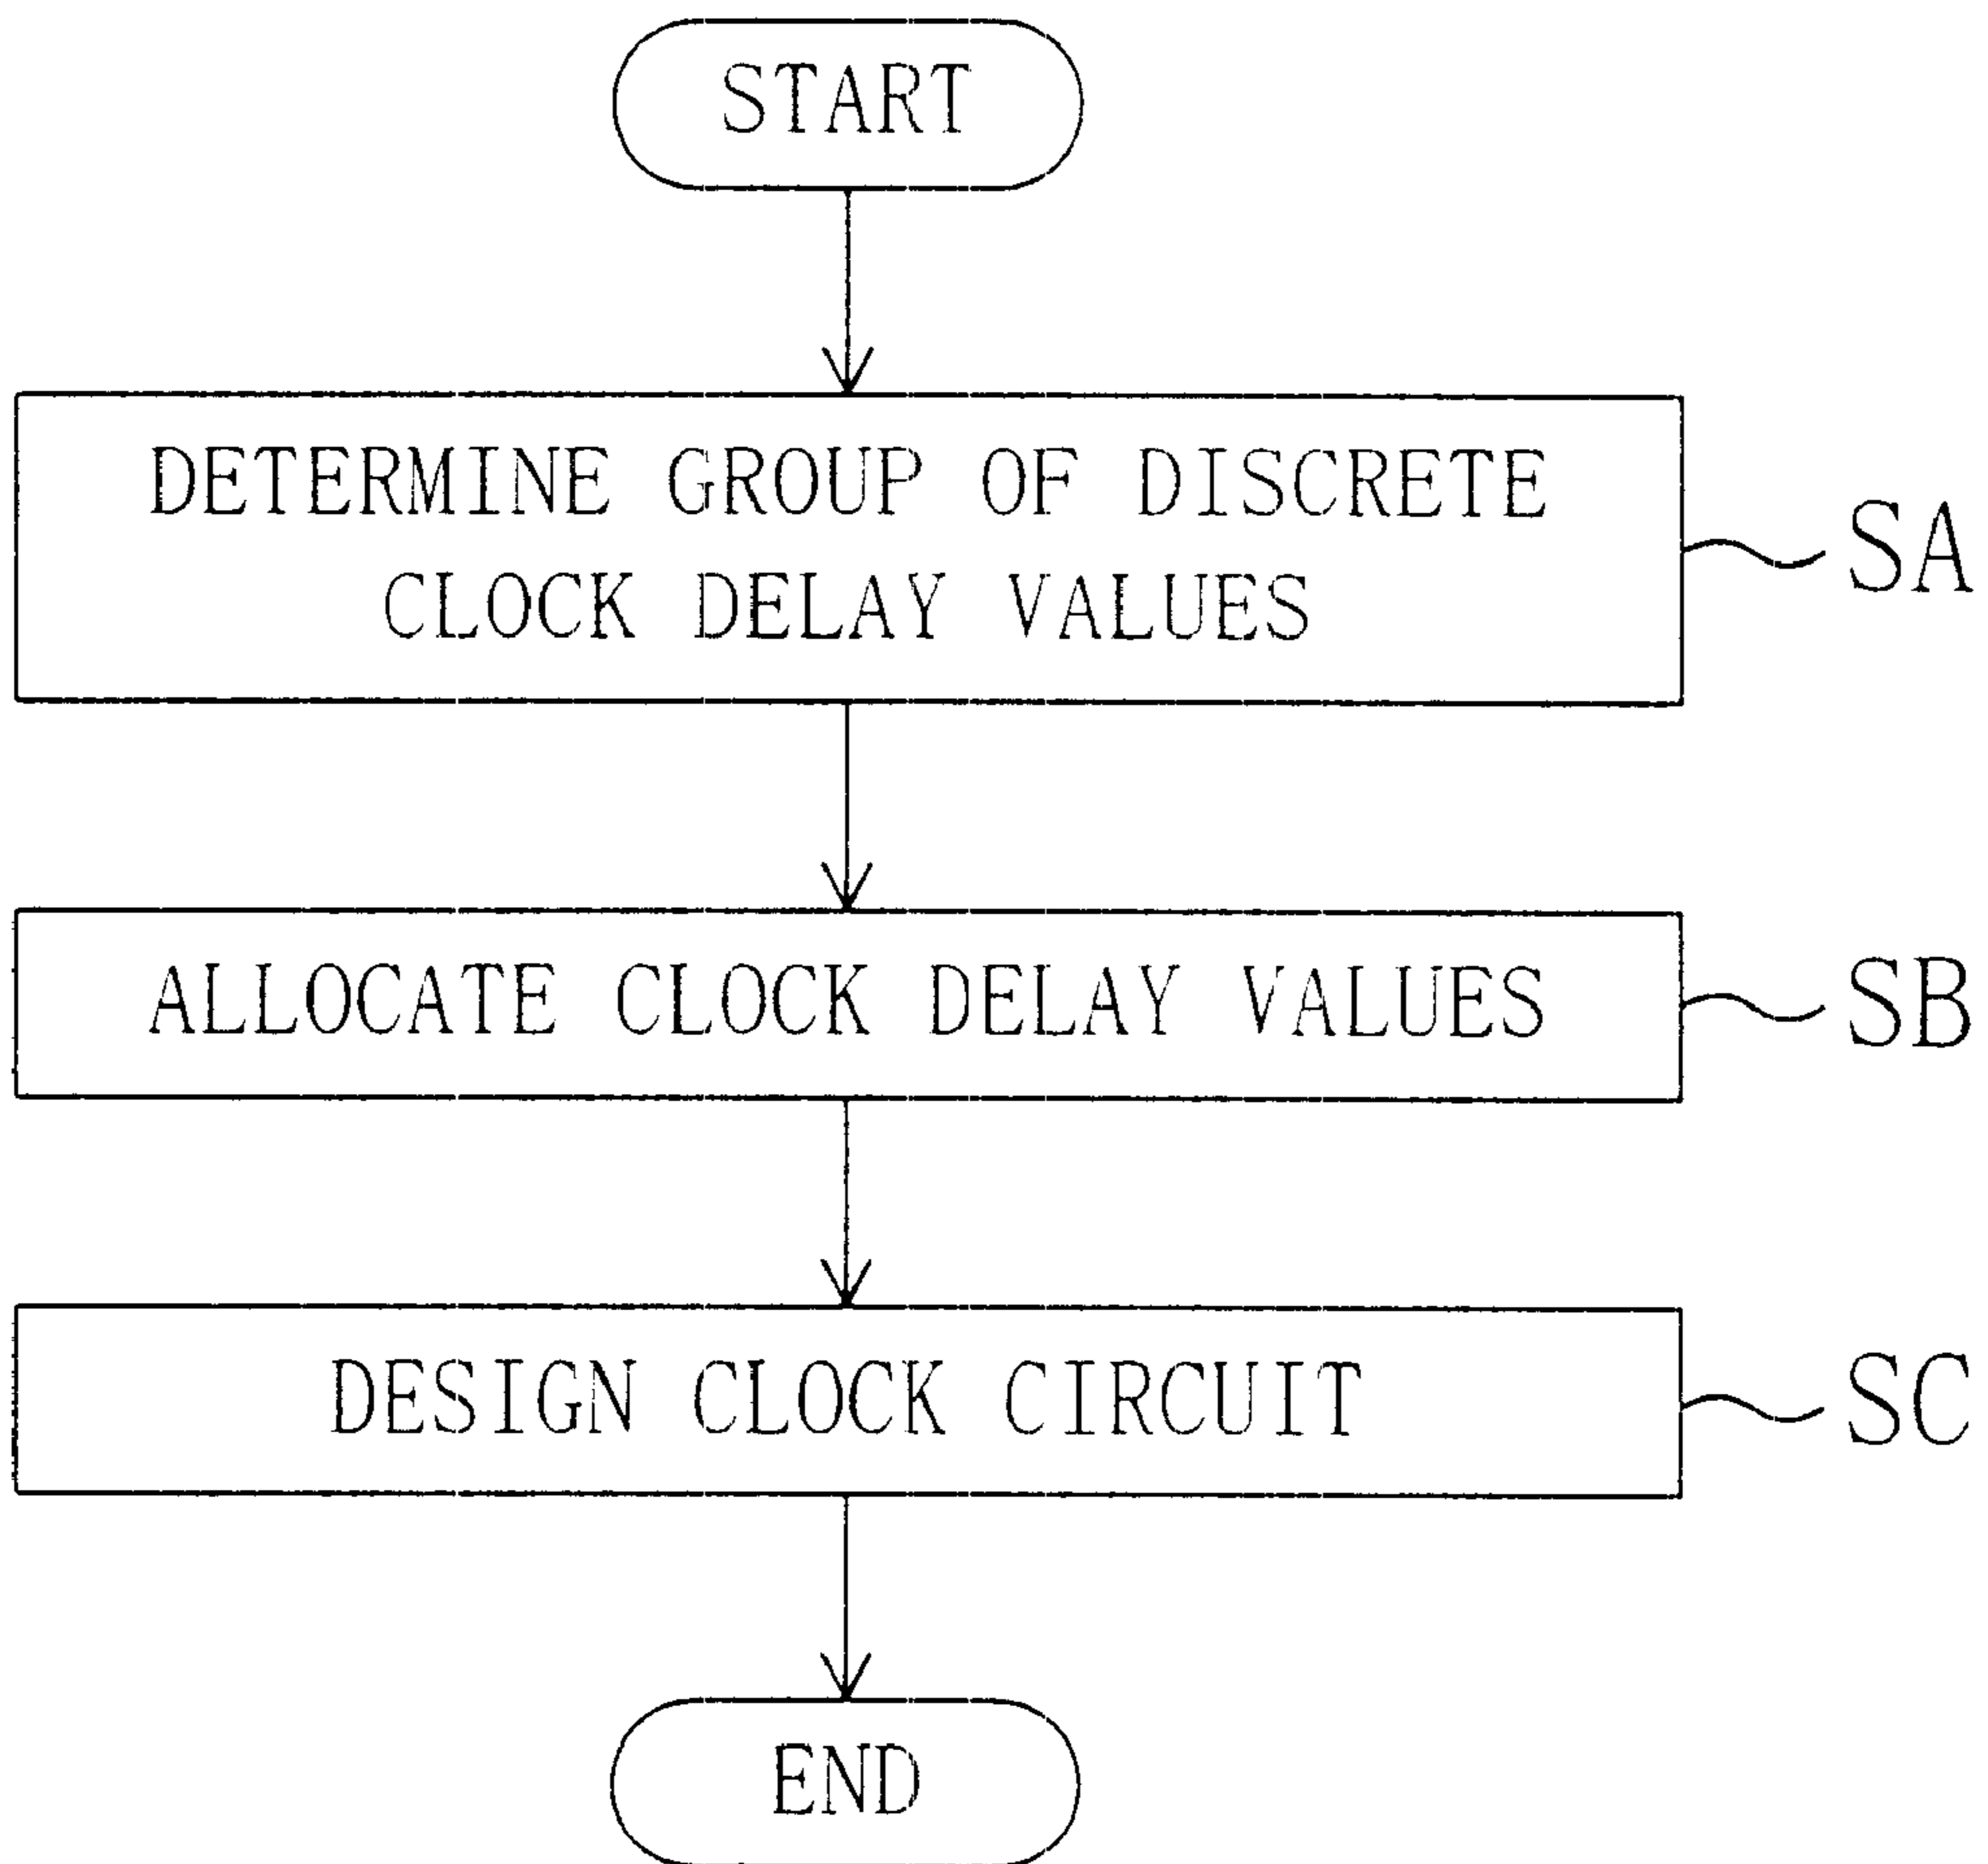 START
DETERMINE GROUP OF DISCRETE
CLOCK DELAY VALUES
SA
ALLOCATE CLOCK DELAY VALUES
SB
DESIGN CLOCK CIRCUIT
SC
END